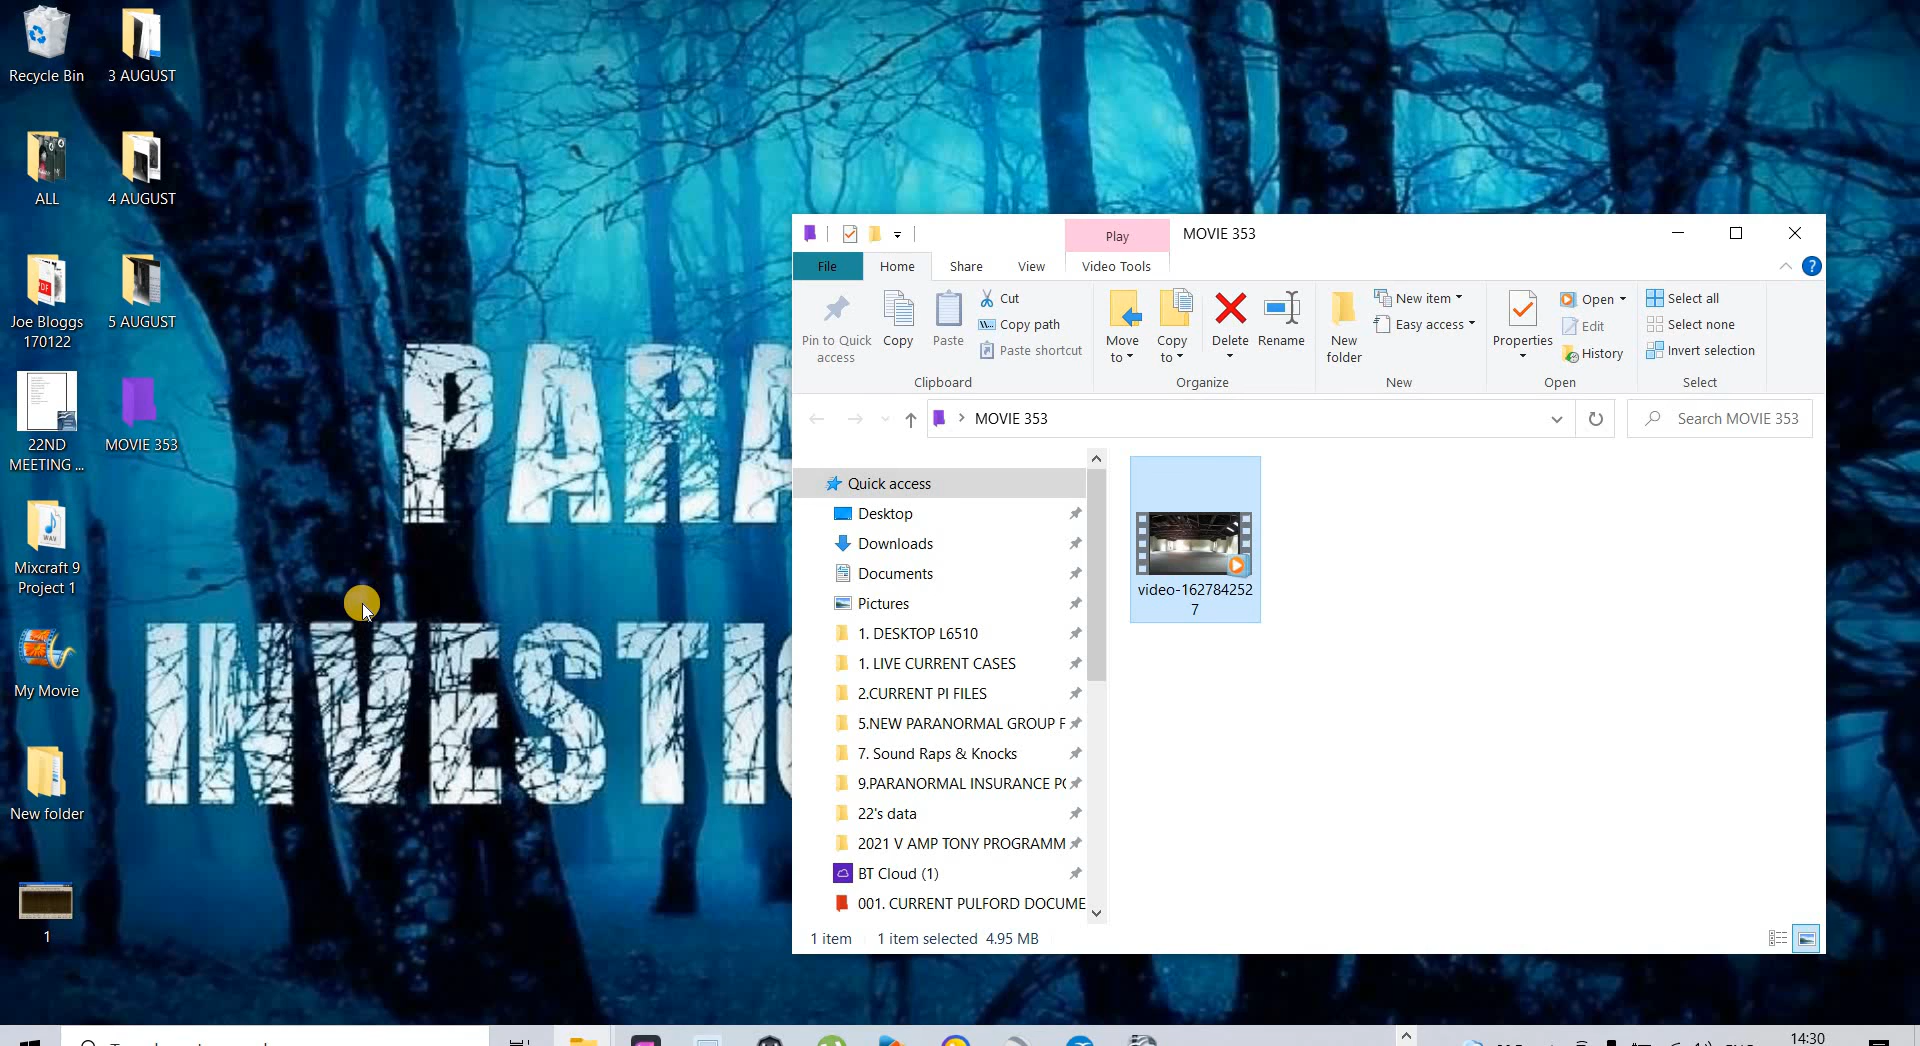 Recycle Bin
3 AUGUST
ALL
4 AUGUST
Joe Bloggs
170122
5 AUGUST
22ND
MEETING ...
MOVIE 353
Mixcraft 9
Project 1
My Movie
New folder
1
PARA
INVESTIG
Play
MOVIE 353
File
Home
Share
View
Video Tools
Pin to Quick
access
Copy
Paste
Cut
Copy path
Paste shortcut
Clipboard
Move
to
Copy
to
Delete
Rename
Organize
New
folder
New item
Easy access
New
Properties
Open
Edit
History
Open
Select all
Select none
Invert selection
Select
MOVIE 353
Search MOVIE 353
Quick access
Desktop
Downloads
Documents
Pictures
1. DESKTOP L6510
1. LIVE CURRENT CASES
2.CURRENT PI FILES
5.NEW PARANORMAL GROUP F
7. Sound Raps & Knocks
9.PARANORMAL INSURANCE P
22's data
2021 V AMP TONY PROGRAMM
BT Cloud (1)
001. CURRENT PULFORD DOCUME
video-162784252
7
1 item
1 item selected 4.95 MB
14:30